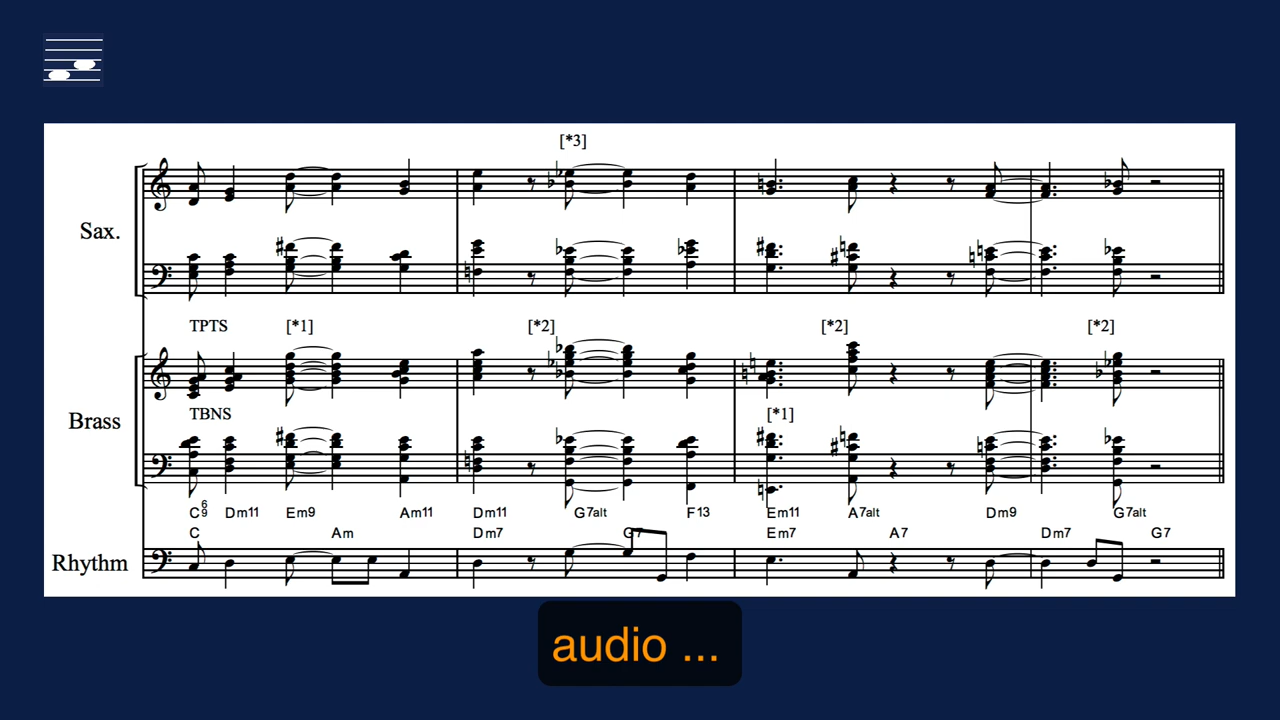 [*3]
Sax.
TPTS [*1] [*2] [*2] [*2]
Brass
TBNS [*1]
C6 9 Dm11 Em9 Am11 Dm11 G7alt F13 Em11 A7alt Dm9 G7alt
C Am Dm7 G7 Em7 A7 Dm7 G7
Rhythm
audio ...